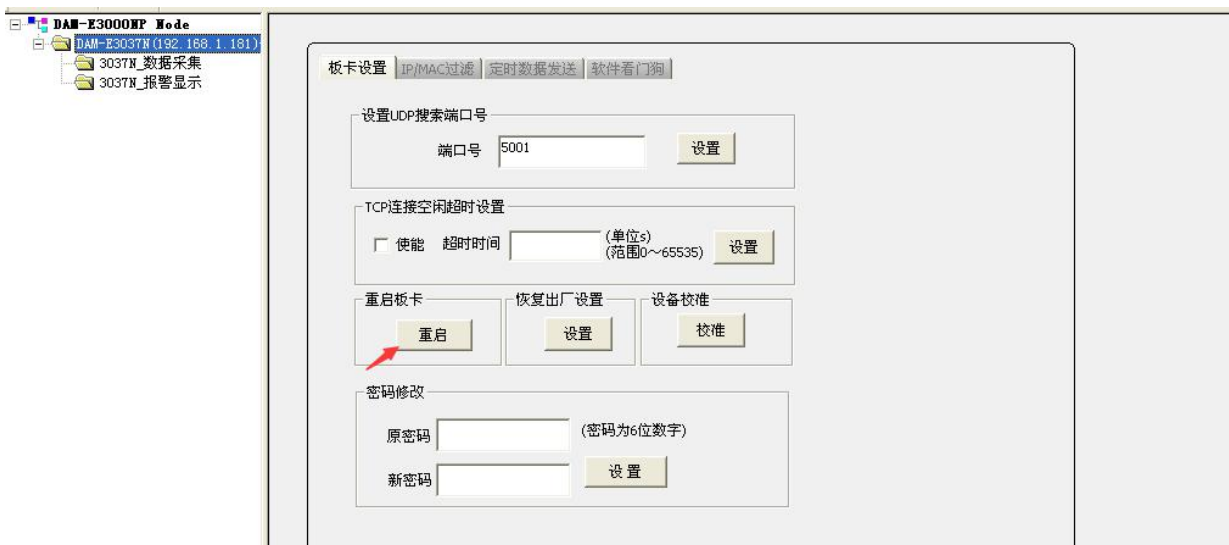 DAM-E3000NP Node
DAM-E3037N(192.168.1.181)
3037N_数据采集
3037N_报警显示
板卡设置 IP/MAC过滤 定时数据发送 软件看门狗
设置UDP搜索端口号
端口号 5001 设置
TCP连接空闲超时设置
使能 超时时间 (单位s) 设置
(范围0～65535)
重启板卡 恢复出厂设置 设备校准
重启 设置 校准
密码修改
原密码 (密码为6位数字)
新密码 设置